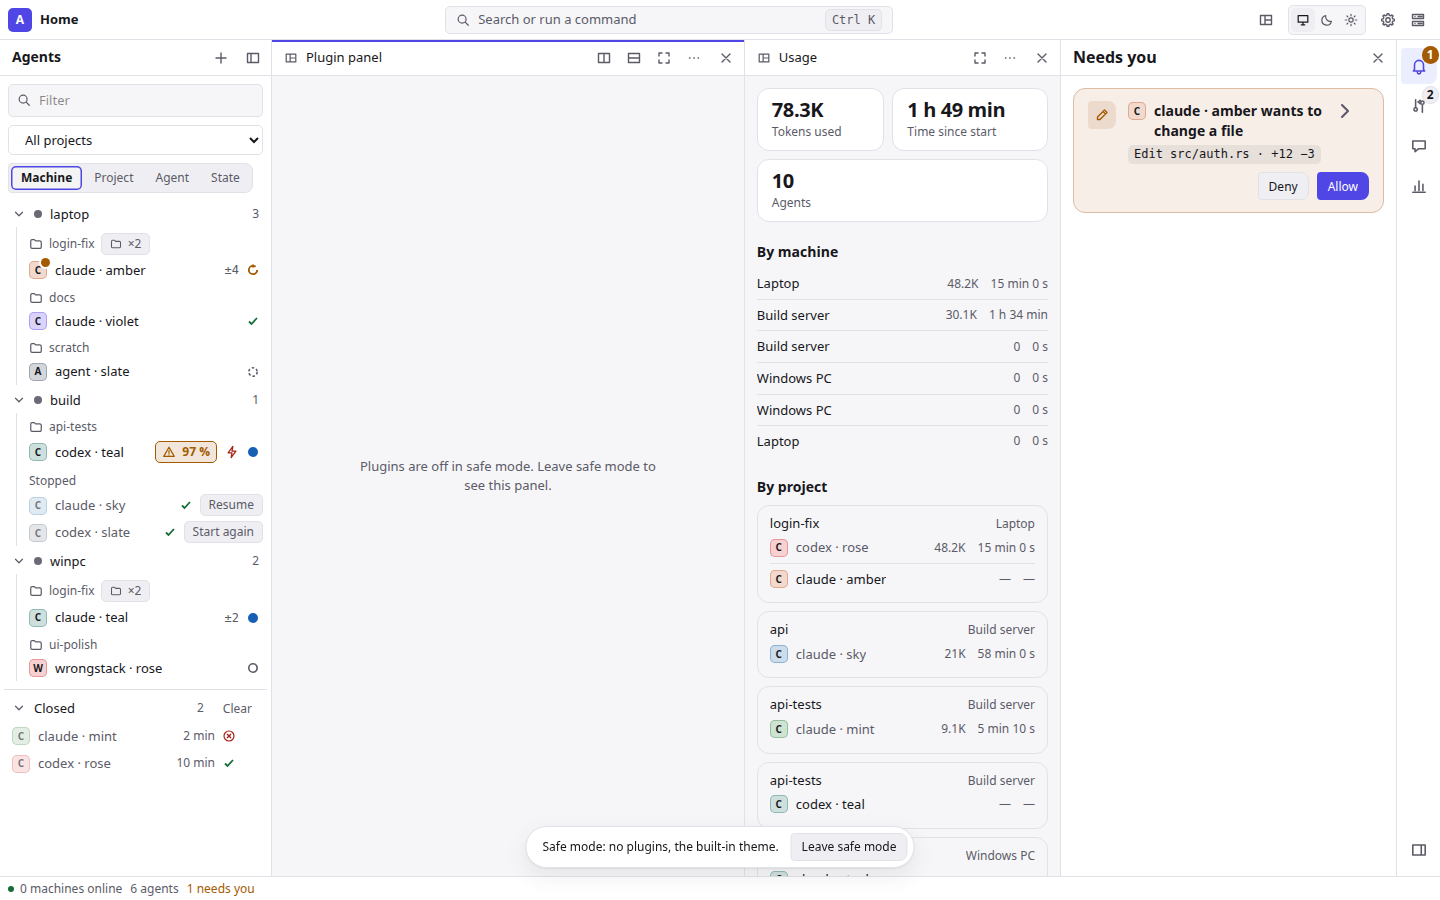 A Home
Search or run a command Ctrl K
Agents
Filter
All projects
Machine Project Agent State
laptop 3
login-fix ×2
C claude · amber ±4
docs
C claude · violet
scratch
A agent · slate
build 1
api-tests
C codex · teal 97 %
Stopped
C claude · sky Resume
C codex · slate Start again
winpc 2
login-fix ×2
C claude · teal ±2
ui-polish
W wrongstack · rose
Closed 2 Clear
C claude · mint 2 min
C codex · rose 10 min
Plugin panel
Plugins are off in safe mode. Leave safe mode to
see this panel.
Usage
78.3K
Tokens used
1 h 49 min
Time since start
10
Agents
By machine
Laptop 48.2K 15 min 0 s
Build server 30.1K 1 h 34 min
Build server 0 0 s
Windows PC 0 0 s
Windows PC 0 0 s
Laptop 0 0 s
By project
login-fix Laptop
C codex · rose 48.2K 15 min 0 s
C claude · amber — —
api Build server
C claude · sky 21K 58 min 0 s
api-tests Build server
C claude · mint 9.1K 5 min 10 s
api-tests Build server
C codex · teal — —
Windows PC
Safe mode: no plugins, the built-in theme. Leave safe mode
Needs you
C claude · amber wants to
change a file
Edit src/auth.rs · +12 −3
Deny Allow
1
2
0 machines online 6 agents 1 needs you